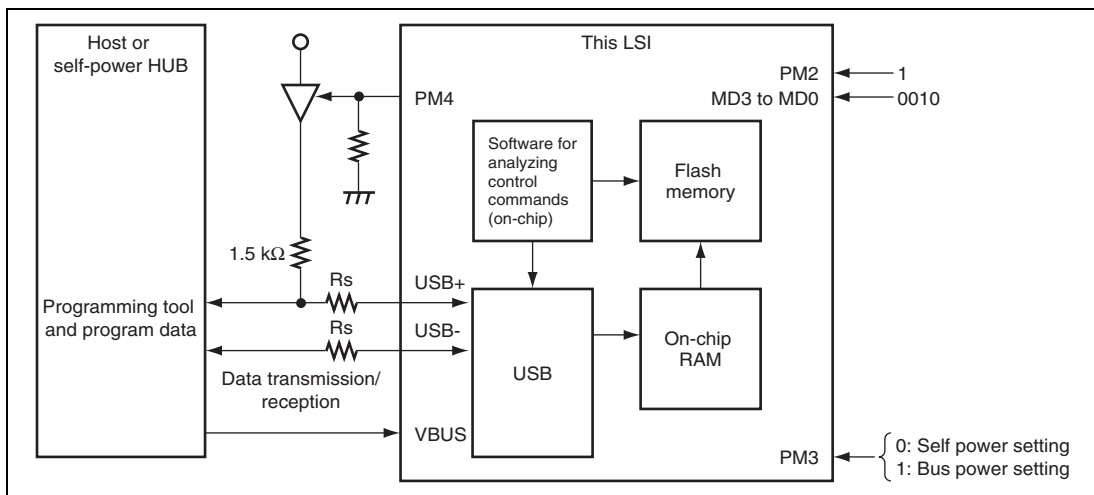 Host or
self-power HUB
This LSI
PM2
1
MD3 to MD0
0010
PM4
Software for
analyzing
control
commands
(on-chip)
Flash
memory
1.5 kΩ
Rs
USB+
Programming tool
and program data
Rs
USB-
USB
On-chip
RAM
Data transmission/
reception
VBUS
PM3
0: Self power setting
1: Bus power setting